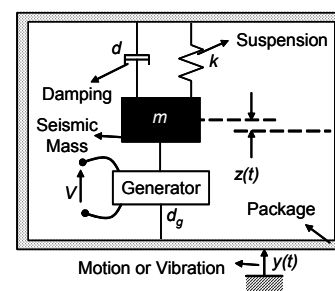 d
k
Suspension
Damping
m
Seismic
Mass
z(t)
V
Generator
d_g
Package
Motion or Vibration
y(t)